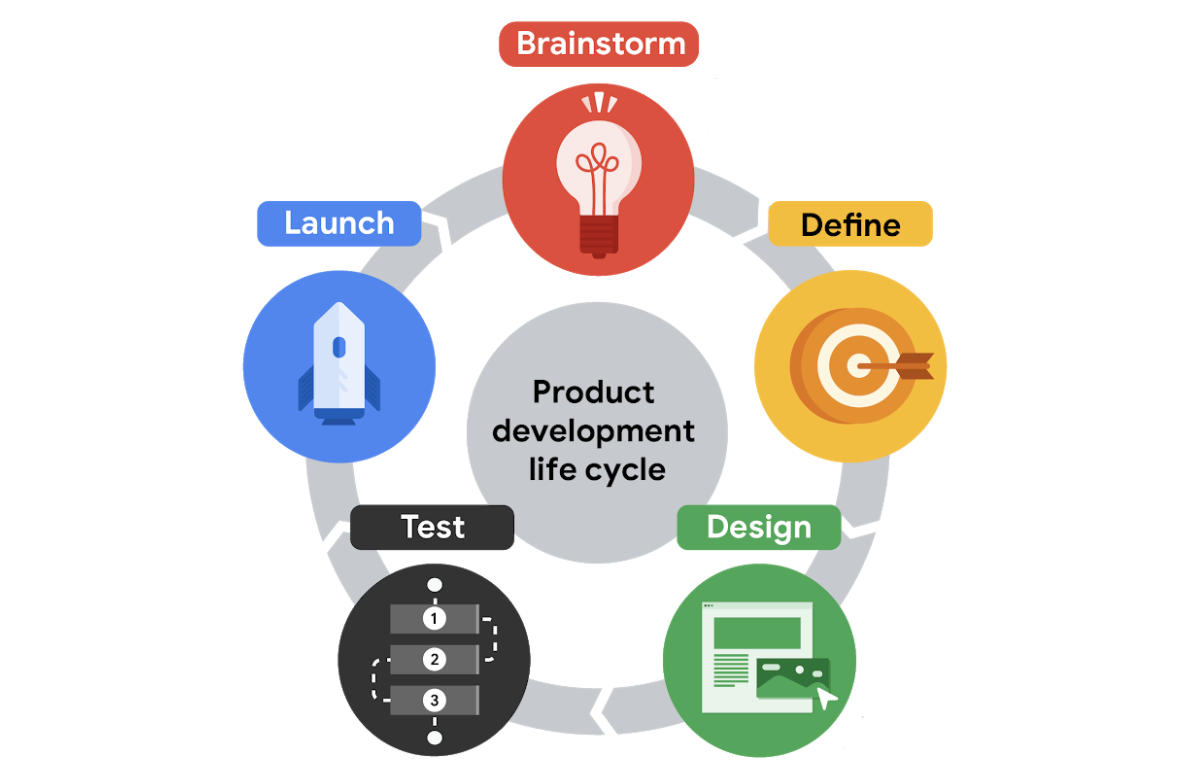 Brainstorm
Launch
Define
Product
development
life cycle
Test
Design
1
2
3